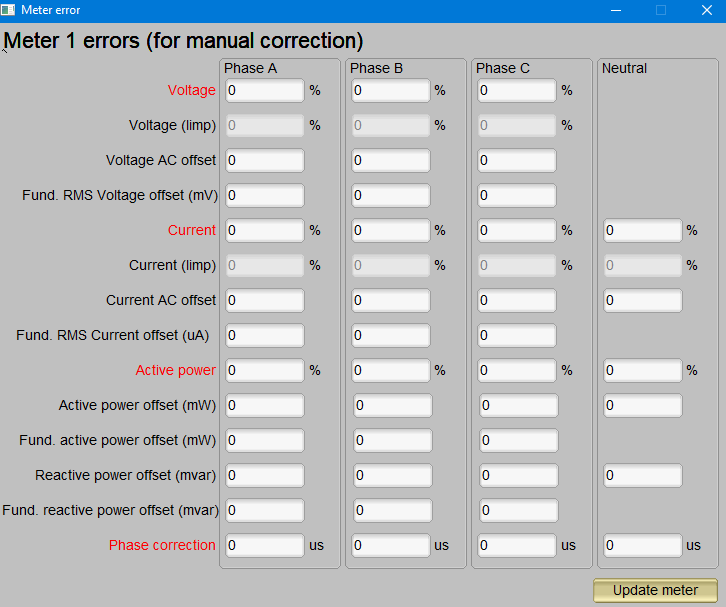 Meter error
Meter 1 errors (for manual correction)
Phase A Phase B Phase C Neutral
Voltage 0 % 0 % 0 %
Voltage (limp) 0 % 0 % 0 %
Voltage AC offset 0 0 0
Fund. RMS Voltage offset (mV) 0 0 0
Current 0 % 0 % 0 % 0 %
Current (limp) 0 % 0 % 0 % 0 %
Current AC offset 0 0 0 0
Fund. RMS Current offset (uA) 0 0 0
Active power 0 % 0 % 0 % 0 %
Active power offset (mW) 0 0 0 0
Fund. active power offset (mW) 0 0 0
Reactive power offset (mvar) 0 0 0 0
Fund. reactive power offset (mvar) 0 0 0
Phase correction 0 us 0 us 0 us 0 us
Update meter